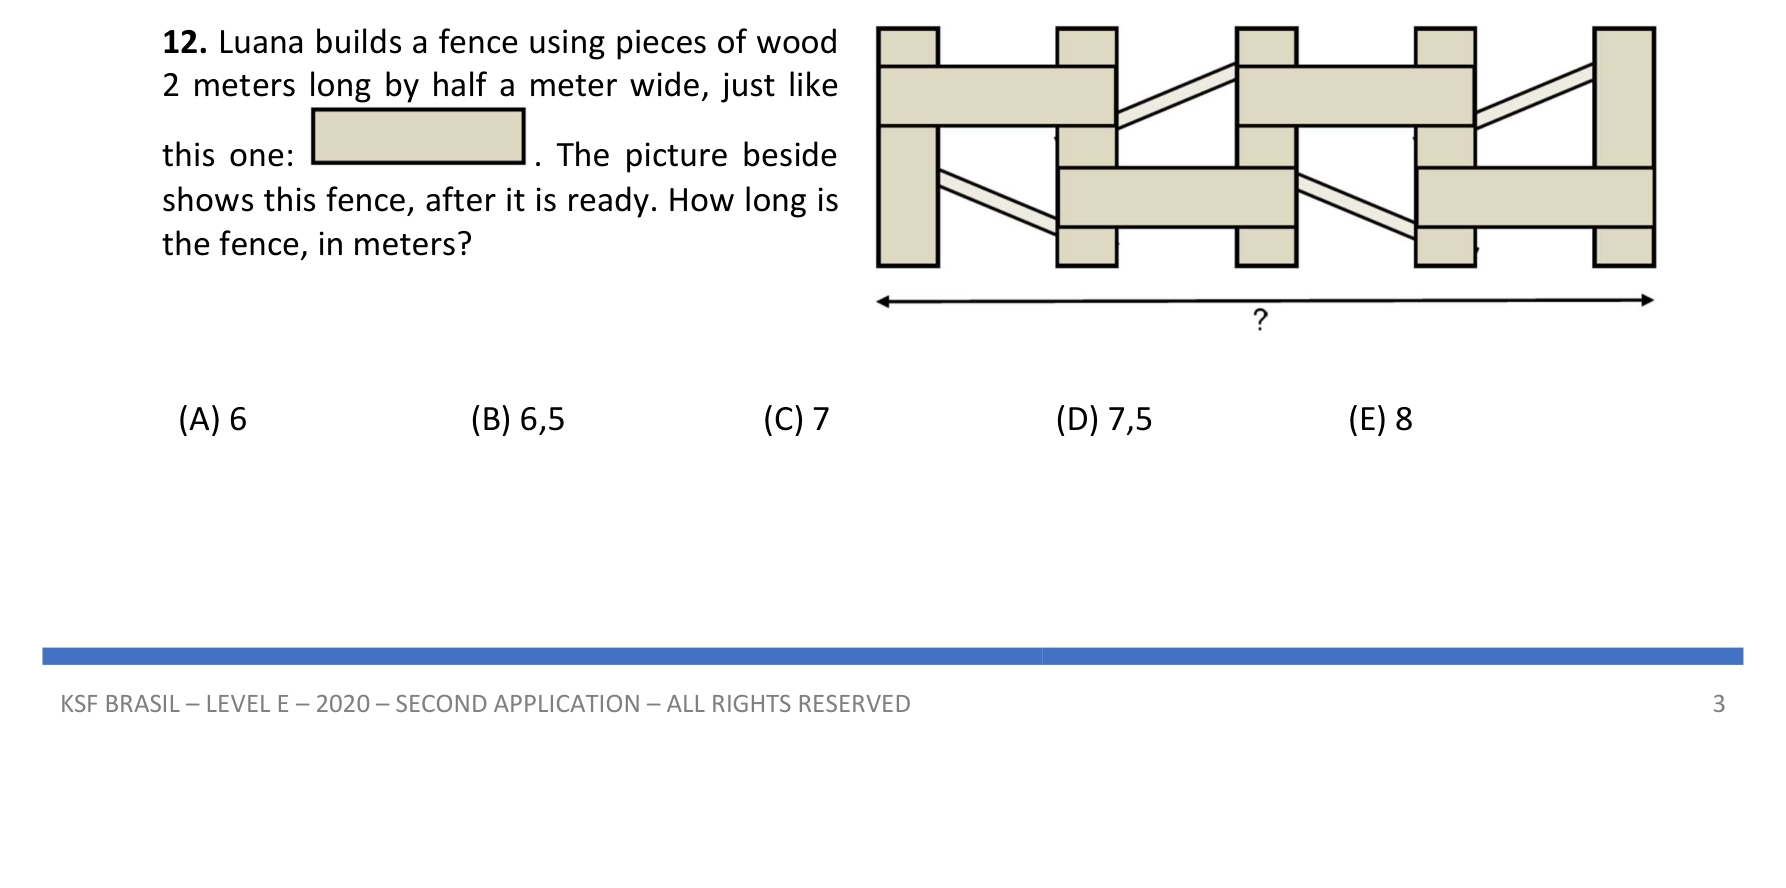 12. Luana builds a fence using pieces of wood
2 meters long by half a meter wide, just like
this one: . The picture beside
shows this fence, after it is ready. How long is
the fence, in meters?
?
(A) 6 (B) 6,5 (C) 7 (D) 7,5 (E) 8
KSF BRASIL – LEVEL E – 2020 – SECOND APPLICATION – ALL RIGHTS RESERVED 3